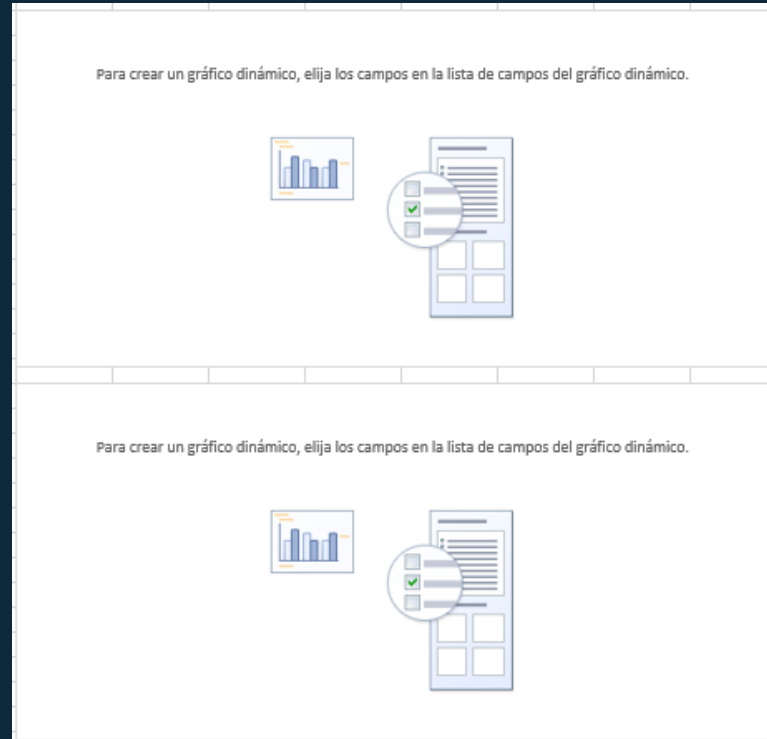 Para crear un gráfico dinámico, elija los campos en la lista de campos del gráfico dinámico.
Para crear un gráfico dinámico, elija los campos en la lista de campos del gráfico dinámico.